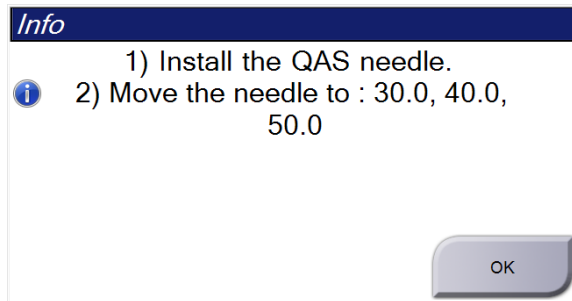 Info
1) Install the QAS needle.
2) Move the needle to : 30.0, 40.0,
50.0
OK